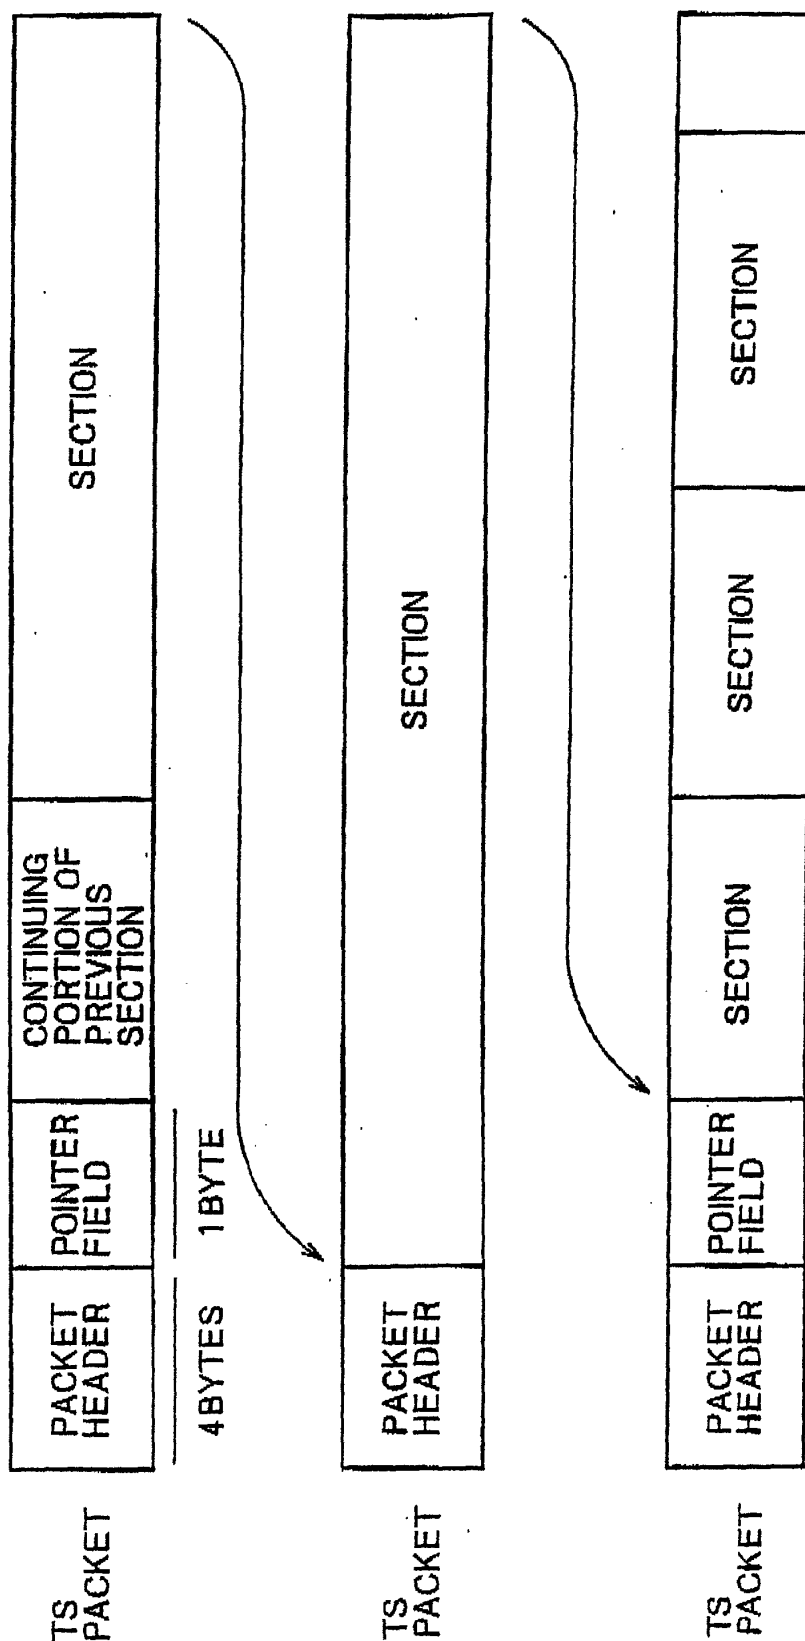 TS
PACKET
PACKET
HEADER
POINTER
FIELD
CONTINUING
PORTION OF
PREVIOUS
SECTION
SECTION
4BYTES
1BYTE
TS
PACKET
PACKET
HEADER
SECTION
TS
PACKET
PACKET
HEADER
POINTER
FIELD
SECTION
SECTION
SECTION